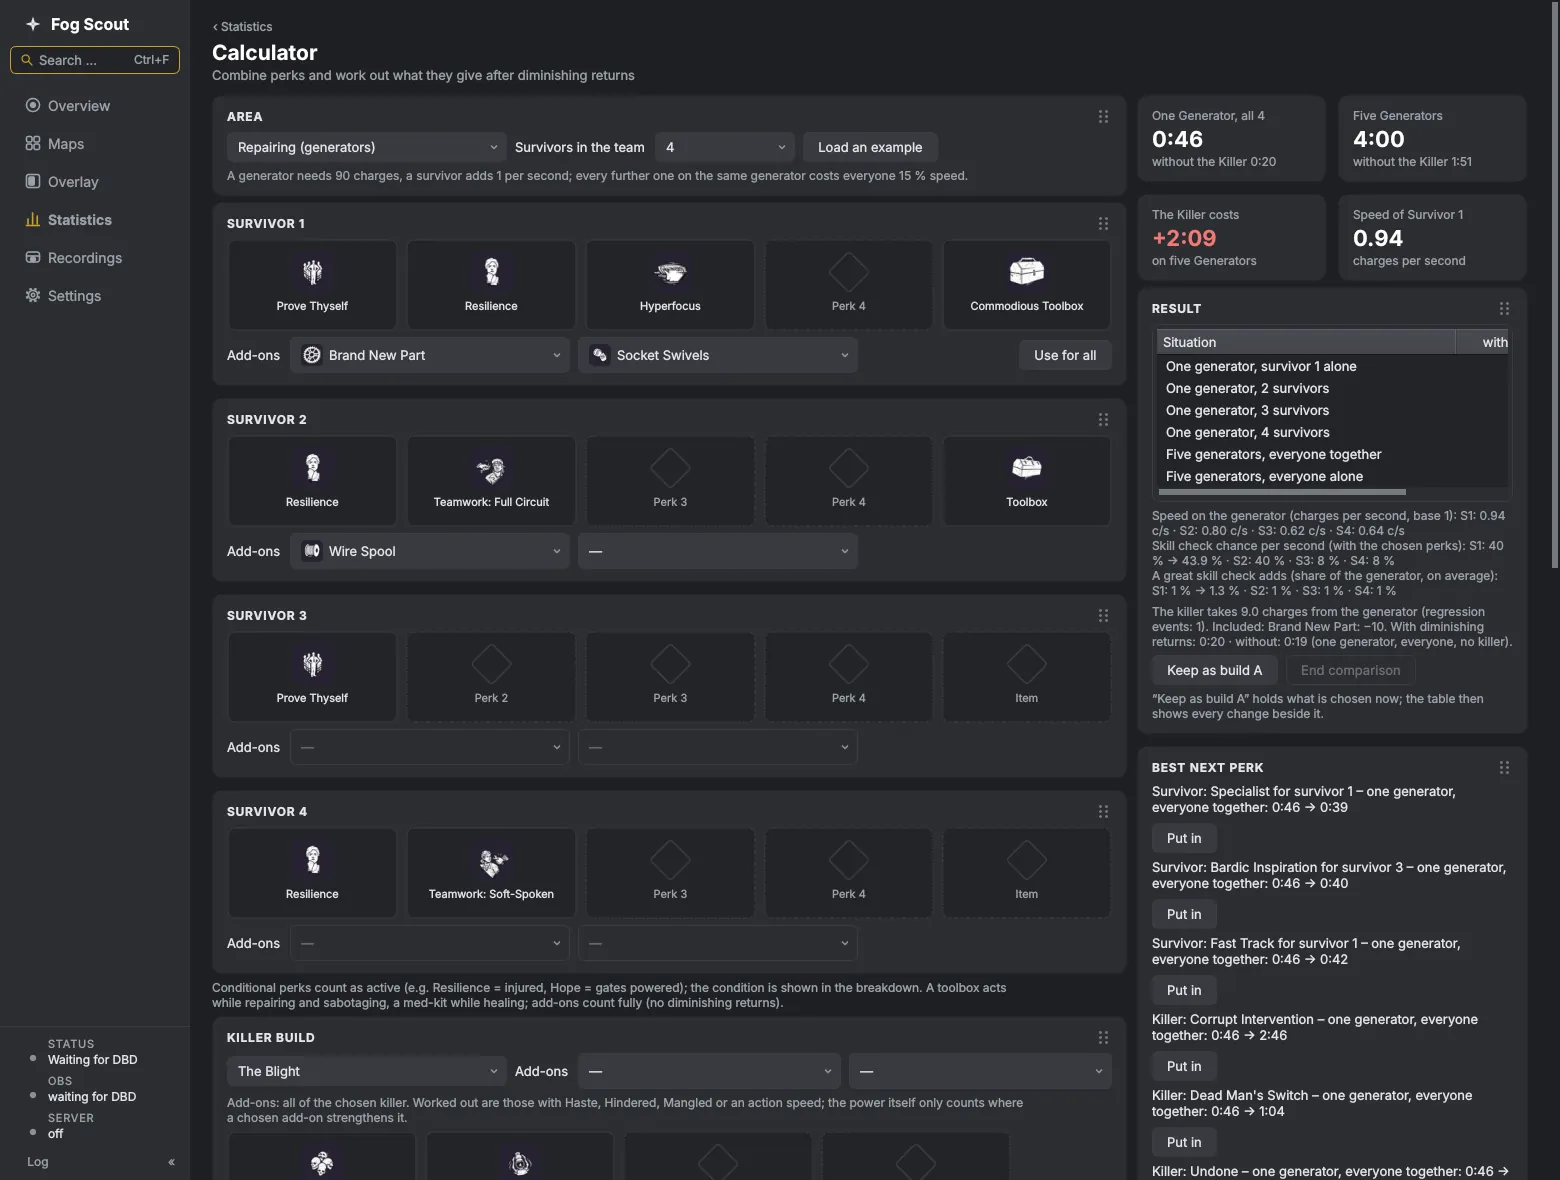 Fog Scout
Search ... Ctrl+F
Overview
Maps
Overlay
Statistics
Recordings
Settings
STATUS
Waiting for DBD
OBS
waiting for DBD
SERVER
off
Log «
‹ Statistics
Calculator
Combine perks and work out what they give after diminishing returns
AREA
Repairing (generators) Survivors in the team 4 Load an example
A generator needs 90 charges, a survivor adds 1 per second; every further one on the same generator costs everyone 15 % speed.
SURVIVOR 1
Prove Thyself Resilience Hyperfocus Perk 4 Commodious Toolbox
Add-ons Brand New Part Socket Swivels Use for all
SURVIVOR 2
Resilience Teamwork: Full Circuit Perk 3 Perk 4 Toolbox
Add-ons Wire Spool —
SURVIVOR 3
Prove Thyself Perk 2 Perk 3 Perk 4 Item
Add-ons — —
SURVIVOR 4
Resilience Teamwork: Soft-Spoken Perk 3 Perk 4 Item
Add-ons — —
Conditional perks count as active (e.g. Resilience = injured, Hope = gates powered); the condition is shown in the breakdown. A toolbox acts
while repairing and sabotaging, a med-kit while healing; add-ons count fully (no diminishing returns).
KILLER BUILD
The Blight Add-ons — —
Add-ons: all of the chosen killer. Worked out are those with Haste, Hindered, Mangled or an action speed; the power itself only counts where
a chosen add-on strengthens it.
One Generator, all 4
0:46
without the Killer 0:20
Five Generators
4:00
without the Killer 1:51
The Killer costs
+2:09
on five Generators
Speed of Survivor 1
0.94
charges per second
RESULT
Situation with
One generator, survivor 1 alone
One generator, 2 survivors
One generator, 3 survivors
One generator, 4 survivors
Five generators, everyone together
Five generators, everyone alone
Speed on the generator (charges per second, base 1): S1: 0.94
c/s · S2: 0.80 c/s · S3: 0.62 c/s · S4: 0.64 c/s
Skill check chance per second (with the chosen perks): S1: 40
% → 43.9 % · S2: 40 % · S3: 8 % · S4: 8 %
A great skill check adds (share of the generator, on average):
S1: 1 % → 1.3 % · S2: 1 % · S3: 1 % · S4: 1 %
The killer takes 9.0 charges from the generator (regression
events: 1). Included: Brand New Part: −10. With diminishing
returns: 0:20 · without: 0:19 (one generator, everyone, no killer).
Keep as build A End comparison
“Keep as build A” holds what is chosen now; the table then
shows every change beside it.
BEST NEXT PERK
Survivor: Specialist for survivor 1 – one generator,
everyone together: 0:46 → 0:39
Put in
Survivor: Bardic Inspiration for survivor 3 – one generator,
everyone together: 0:46 → 0:40
Put in
Survivor: Fast Track for survivor 1 – one generator,
everyone together: 0:46 → 0:42
Put in
Killer: Corrupt Intervention – one generator, everyone
together: 0:46 → 2:46
Put in
Killer: Dead Man's Switch – one generator, everyone
together: 0:46 → 1:04
Put in
Killer: Undone – one generator, everyone together: 0:46 →